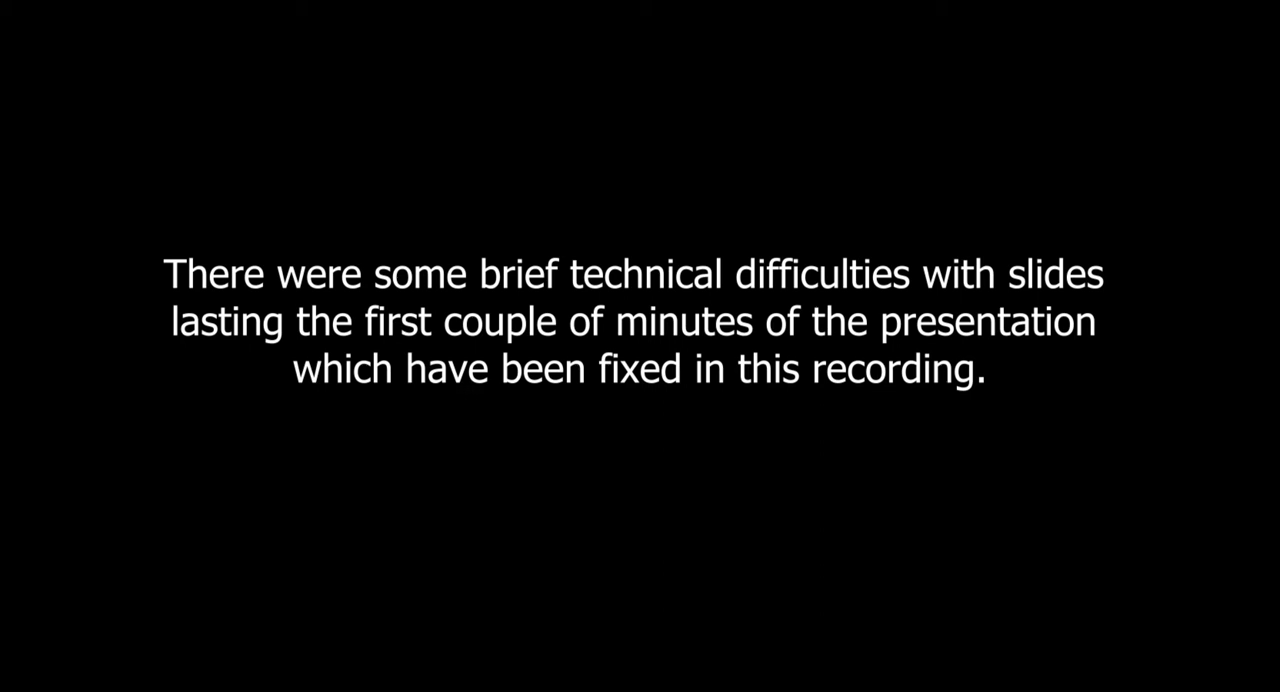 There were some brief technical difficulties with slides
lasting the first couple of minutes of the presentation
which have been fixed in this recording.